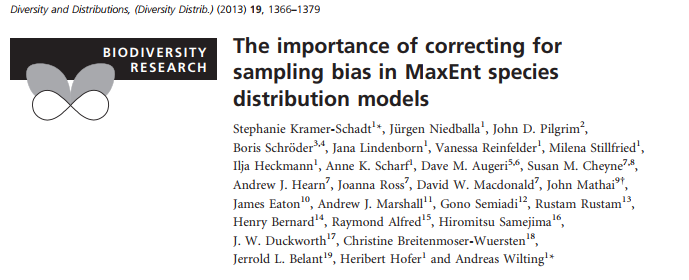 Diversity and Distributions, (Diversity Distrib.) (2013) 19, 1366–1379
BIODIVERSITY
RESEARCH
The importance of correcting for
sampling bias in MaxEnt species
distribution models
Stephanie Kramer-Schadt¹*, Jürgen Niedballa¹, John D. Pilgrim²,
Boris Schröder³,⁴, Jana Lindenborn¹, Vanessa Reinfelder¹, Milena Stillfried¹,
Ilja Heckmann¹, Anne K. Scharf¹, Dave M. Augeri⁵,⁶, Susan M. Cheyne⁷,⁸,
Andrew J. Hearn⁷, Joanna Ross⁷, David W. Macdonald⁷, John Mathai⁹†,
James Eaton¹⁰, Andrew J. Marshall¹¹, Gono Semiadi¹², Rustam Rustam¹³,
Henry Bernard¹⁴, Raymond Alfred¹⁵, Hiromitsu Samejima¹⁶,
J. W. Duckworth¹⁷, Christine Breitenmoser-Wuersten¹⁸,
Jerrold L. Belant¹⁹, Heribert Hofer¹ and Andreas Wilting¹*